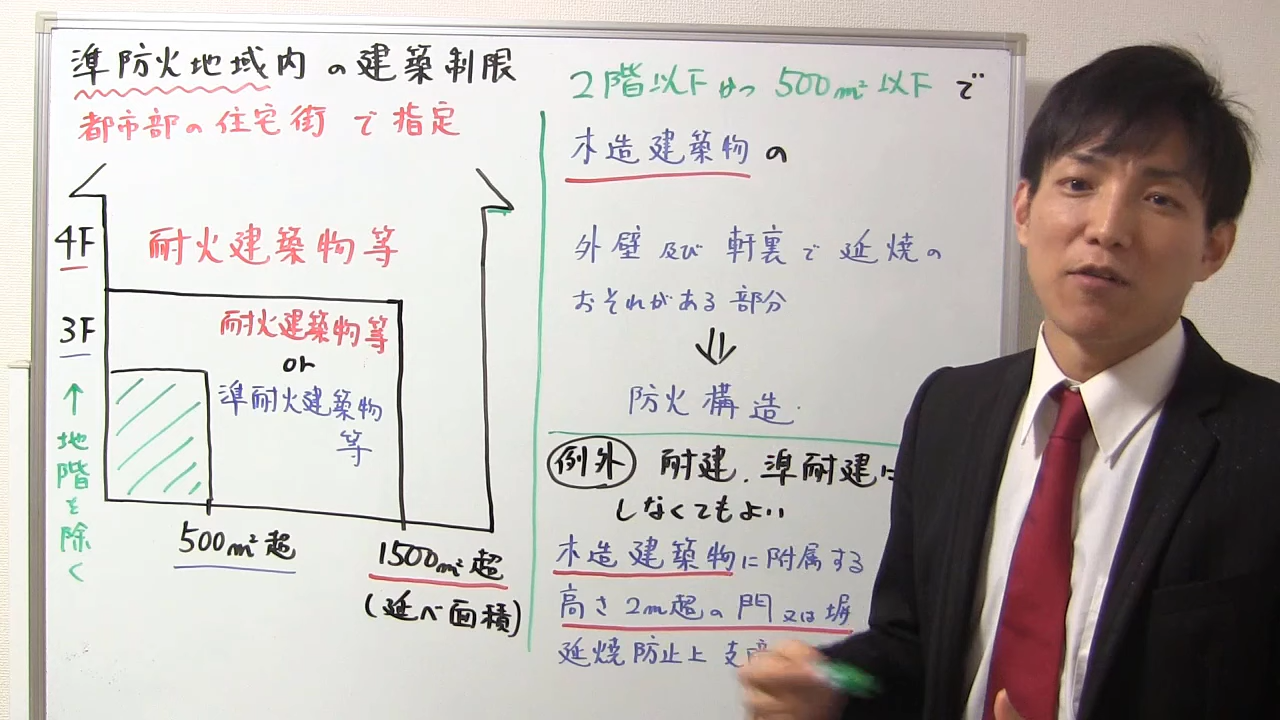 準防火地域内の建築制限
都市部の住宅街で指定
4F
耐火建築物等
3F
耐火建築物等
or
準耐火建築物
等
↑地階を除く
500m²超
1500m²超
(延べ面積)
2階以下かつ500m²以下で
木造建築物の
外壁及び軒裏で延焼の
おそれがある部分
⇓
防火構造
例外 耐建.準耐建に
しなくてもよい
木造建築物に附属する
高さ2m超の門又は塀
延焼防止上支